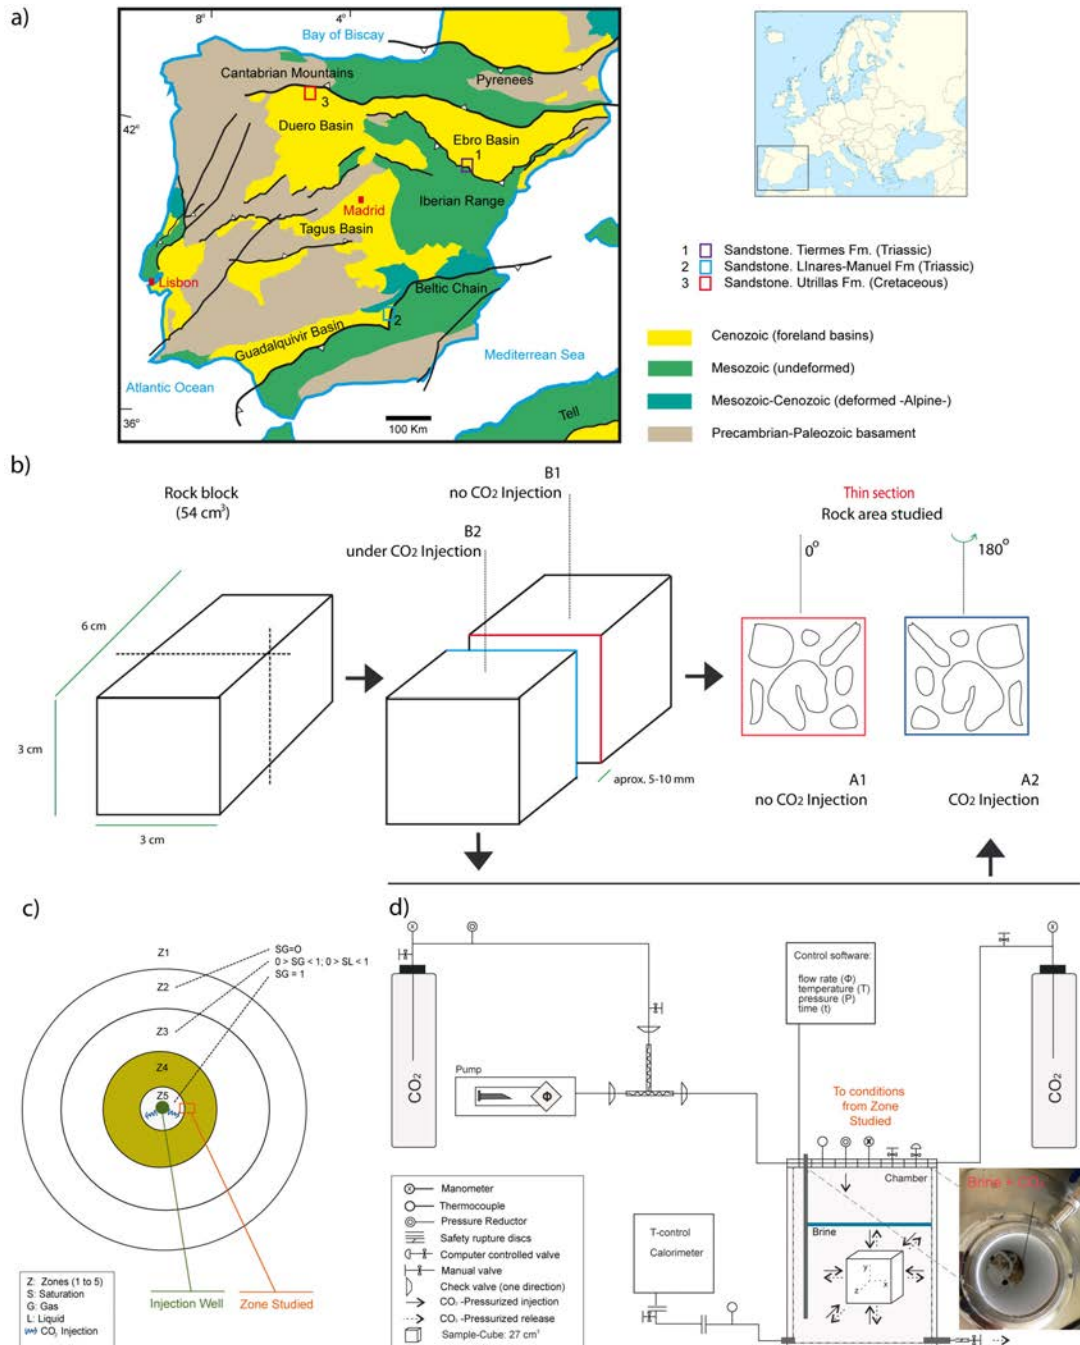 a)
8°
4°
Bay of Biscay
Cantabrian Mountains
Pyrenees
3
Duero Basin
42°
Ebro Basin
1
Iberian Range
Madrid
Tagus Basin
Lisbon
Beltic Chain
2
Guadalquivir Basin
Mediterrean Sea
Atlantic Ocean
36°
100 Km
Tell
1 Sandstone. Tiermes Fm. (Triassic)
2 Sandstone. LInares-Manuel Fm (Triassic)
3 Sandstone. Utrillas Fm. (Cretaceous)
Cenozoic (foreland basins)
Mesozoic (undeformed)
Mesozoic-Cenozoic (deformed -Alpine-)
Precambrian-Paleozoic basament
b)
Rock block
(54 cm³)
6 cm
3 cm
3 cm
B1
no CO2 Injection
B2
under CO2 Injection
aprox. 5-10 mm
Thin section
Rock area studied
0°
180°
A1
no CO2 Injection
A2
CO2 Injection
c)
Z1
Z2
Z3
Z4
Z5
SG=O
0 > SG < 1; 0 > SL < 1
SG = 1
Z: Zones (1 to 5)
S: Saturation
G: Gas
L: Liquid
CO2 Injection
Injection Well
Zone Studied
d)
CO2
Pump
Φ
Control software:
flow rate (Φ)
temperature (T)
pressure (P)
time (t)
CO2
To conditions
from Zone
Studied
Chamber
Brine
y
x
z
Brine + CO2
T-control
Calorimeter
Manometer
Thermocouple
Pressure Reductor
Safety rupture discs
Computer controlled valve
Manual valve
Check valve (one direction)
CO2 -Pressurized injection
CO2 -Pressurized release
Sample-Cube: 27 cm³